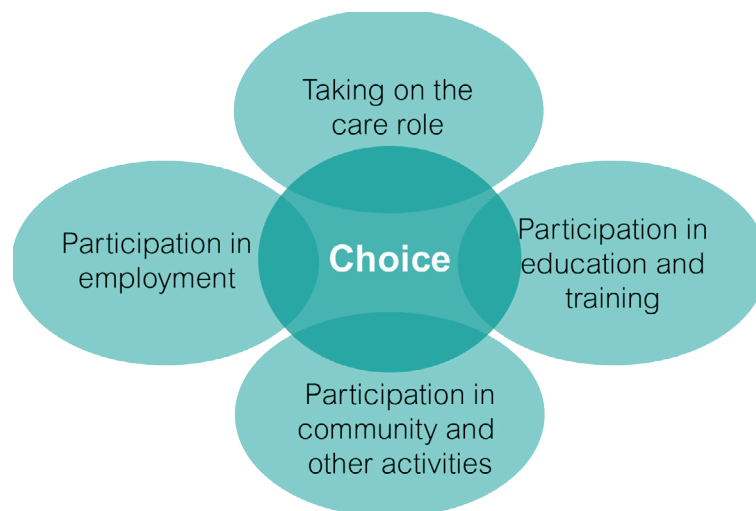 Taking on the
care role
Participation in
employment
Choice
Participation in
education and
training
Participation in
community and
other activities